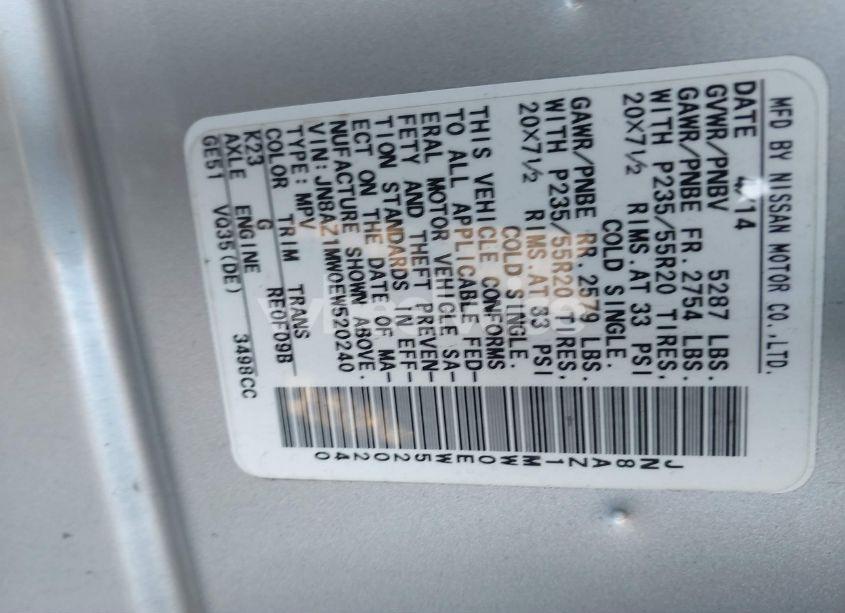 MFD BY NISSAN MOTOR CO.,LTD.
DATE 4/14
GVWR/PNBV 5287 LBS.
GAWR/PNBE FR. 2754 LBS.
WITH P235/55R20 TIRES,
20X7½ RIMS.AT 33 PSI
COLD SINGLE.
GAWR/PNBE RR. 2579 LBS.
WITH P235/55R20 TIRES,
20X7½ RIMS.AT 33 PSI
COLD SINGLE.
THIS VEHICLE CONFORMS
TO ALL APPLICABLE FED-
ERAL MOTOR VEHICLE SA-
FETY AND THEFT PREVEN-
TION STANDARDS IN EFF-
ECT ON THE DATE OF MA-
NUFACTURE SHOWN ABOVE.
VIN:JN8AZ1MW0EW520240
TYPE:MPV
COLOR TRIM TRANS
K23 G RE0F09B
AXLE ENGINE
GE51 VQ35(DE) 3498CC
JN8AZ1MW0EW520240